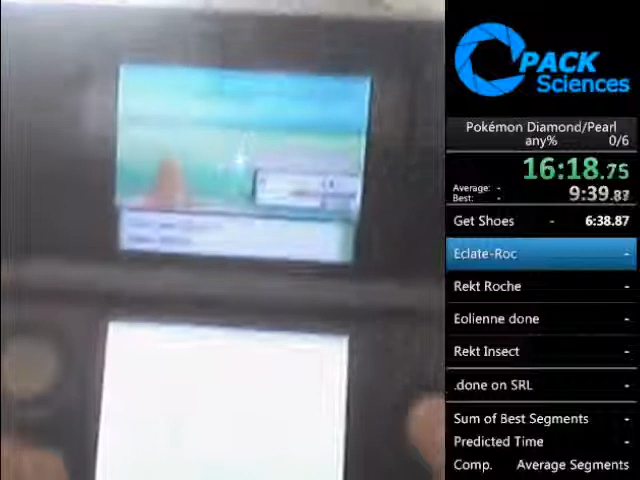 PACK
Sciences
Pokémon Diamond/Pearl
any% 0/6
16:18.75
Average: -
Best: -
9:39.87
Get Shoes - 6:38.87
Eclate-Roc -
Rekt Roche -
Eolienne done -
Rekt Insect -
.done on SRL -
Sum of Best Segments -
Predicted Time -
Comp. Average Segments